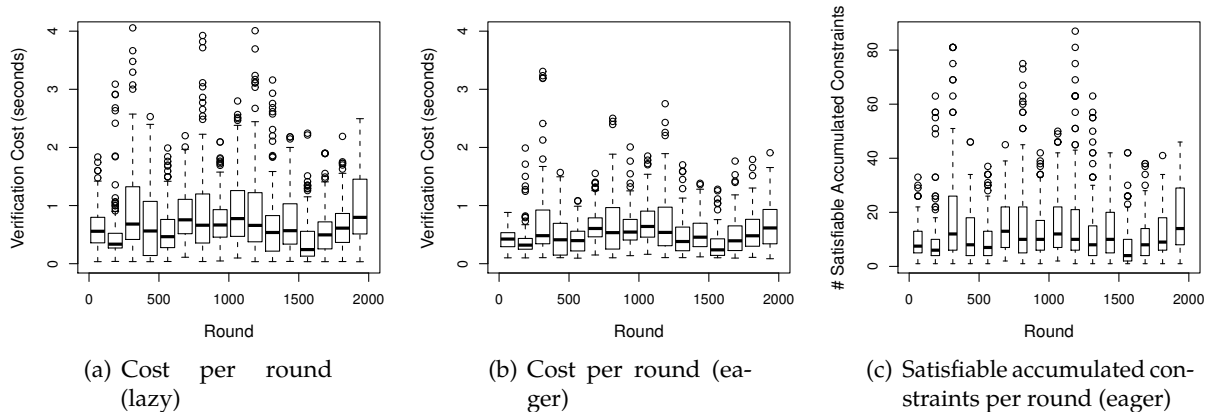 Verification Cost (seconds)
0 1 2 3 4
0 500 1000 1500 2000
Round
(a) Cost per round
(lazy)
Verification Cost (seconds)
0 1 2 3 4
0 500 1000 1500 2000
Round
(b) Cost per round (ea-
ger)
# Satisfiable Accumulated Constraints
0 20 40 60 80
0 500 1000 1500 2000
Round
(c) Satisfiable accumulated con-
straints per round (eager)